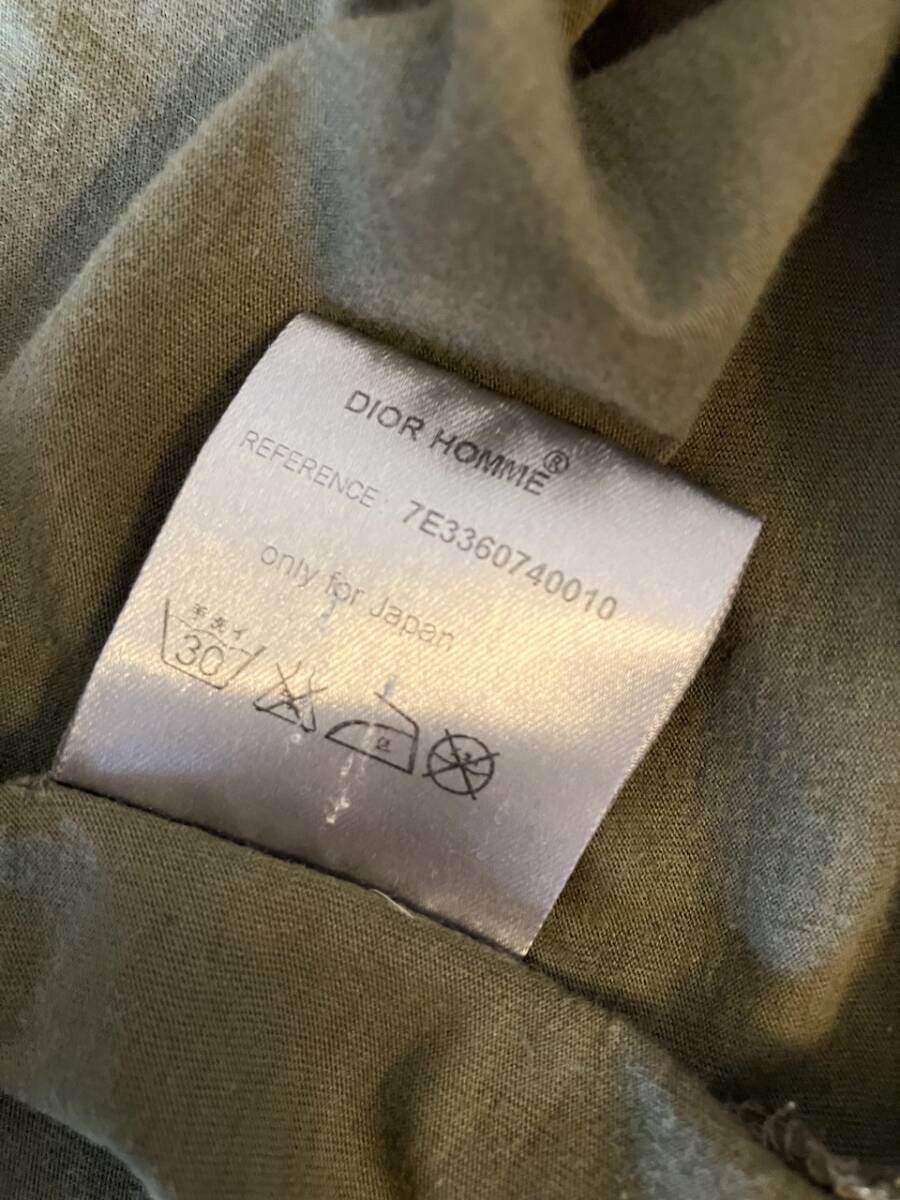 DIOR HOMME®
REFERENCE : 7E3360740010
only for Japan
手洗イ
30